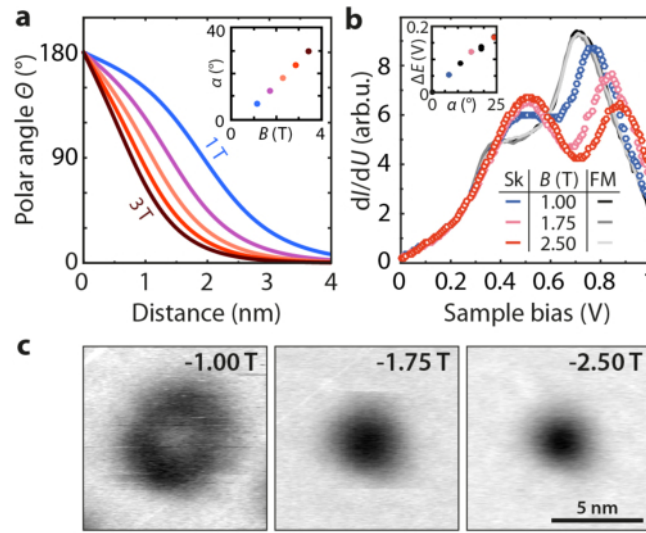 a
180
90
0
Polar angle Θ (°)
0 1 2 3 4
Distance (nm)
1 T
3 T
40
0
α (°)
0 B (T) 4
b
dI/dU (arb.u.)
8
6
4
2
0
0 0.2 0.4 0.6 0.8 1
Sample bias (V)
0.2
0
ΔE (V)
0 α (°) 25
Sk B (T) FM
1.00
1.75
2.50
c
-1.00 T
-1.75 T
-2.50 T
5 nm